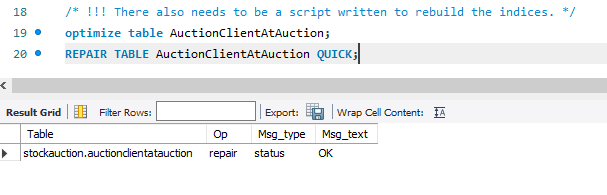 18 /* !!! There also needs to be a script written to rebuild the indices. */
19 optimize table AuctionClientAtAuction;
20 REPAIR TABLE AuctionClientAtAuction QUICK;
Result Grid Filter Rows: Export: Wrap Cell Content:
Table Op Msg_type Msg_text
stockauction.auctionclientatauction repair status OK